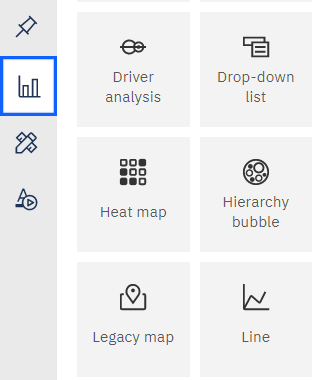 Driver
analysis
Drop-down
list
Heat map
Hierarchy
bubble
Legacy map
Line